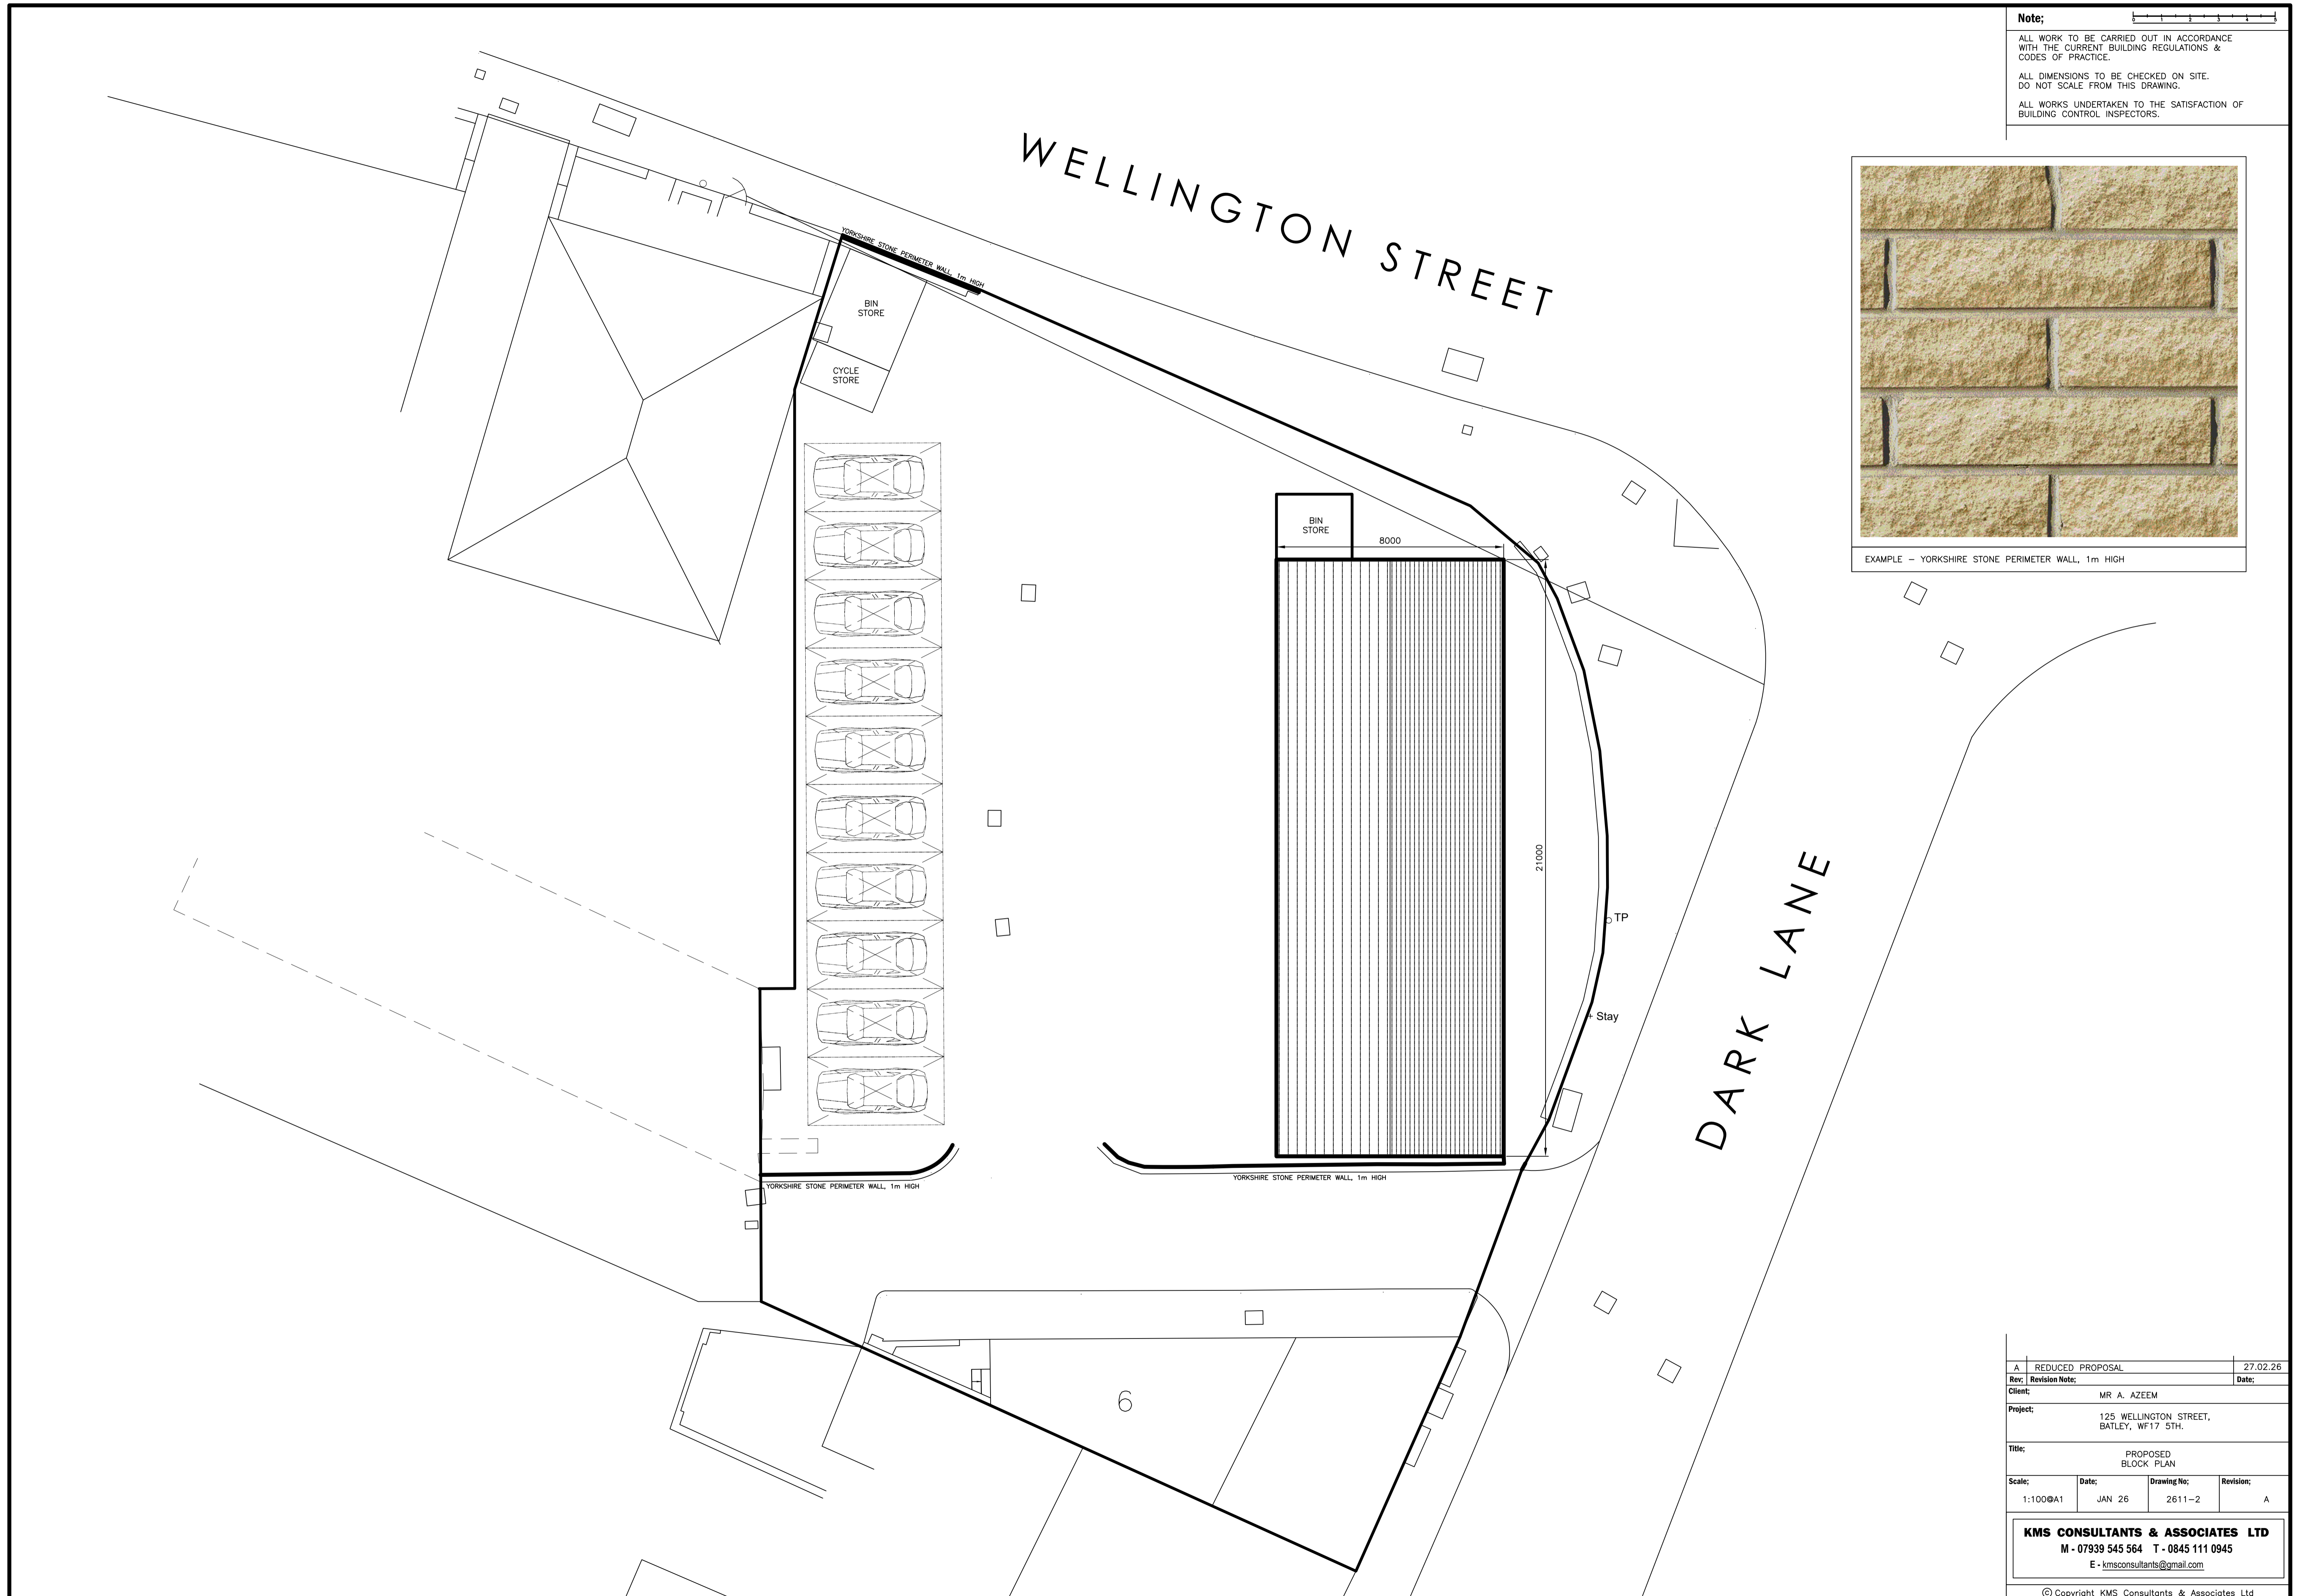 Note;
0 1 2 3 4 5
ALL WORK TO BE CARRIED OUT IN ACCORDANCE
WITH THE CURRENT BUILDING REGULATIONS &
CODES OF PRACTICE.
ALL DIMENSIONS TO BE CHECKED ON SITE.
DO NOT SCALE FROM THIS DRAWING.
ALL WORKS UNDERTAKEN TO THE SATISFACTION OF
BUILDING CONTROL INSPECTORS.
WELLINGTON STREET
YORKSHIRE STONE PERIMETER WALL, 1m HIGH
BIN
STORE
CYCLE
STORE
EXAMPLE – YORKSHIRE STONE PERIMETER WALL, 1m HIGH
BIN
STORE
8000
21000
TP
Stay
DARK LANE
YORKSHIRE STONE PERIMETER WALL, 1m HIGH
YORKSHIRE STONE PERIMETER WALL, 1m HIGH
6
A REDUCED PROPOSAL 27.02.26
Rev; Revision Note; Date;
Client;
MR A. AZEEM
Project;
125 WELLINGTON STREET,
BATLEY, WF17 5TH.
Title;
PROPOSED
BLOCK PLAN
Scale; Date; Drawing No; Revision;
1:100@A1 JAN 26 2611-2 A
KMS CONSULTANTS & ASSOCIATES LTD
M - 07939 545 564 T - 0845 111 0945
E - kmsconsultants@gmail.com
© Copyright KMS Consultants & Associates Ltd